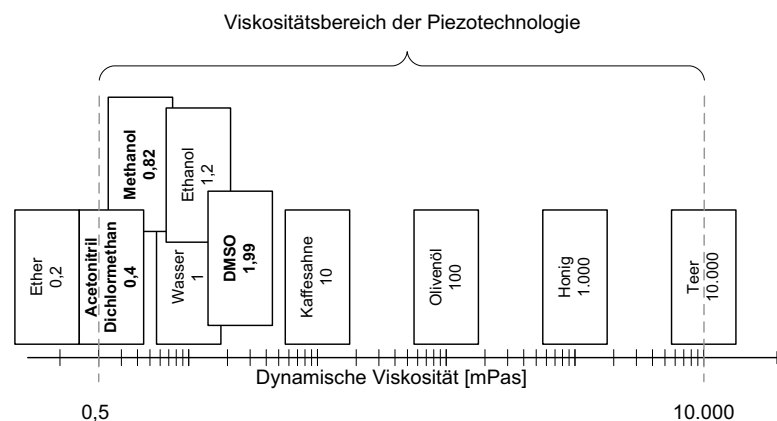 Viskositätsbereich der Piezotechnologie
Ether
0,2
Acetonitril
Dichlormethan
0,4
Methanol
0,82
Wasser
1
Ethanol
1,2
DMSO
1,99
Kaffesahne
10
Olivenöl
100
Honig
1.000
Teer
10.000
Dynamische Viskosität [mPas]
0,5
10.000